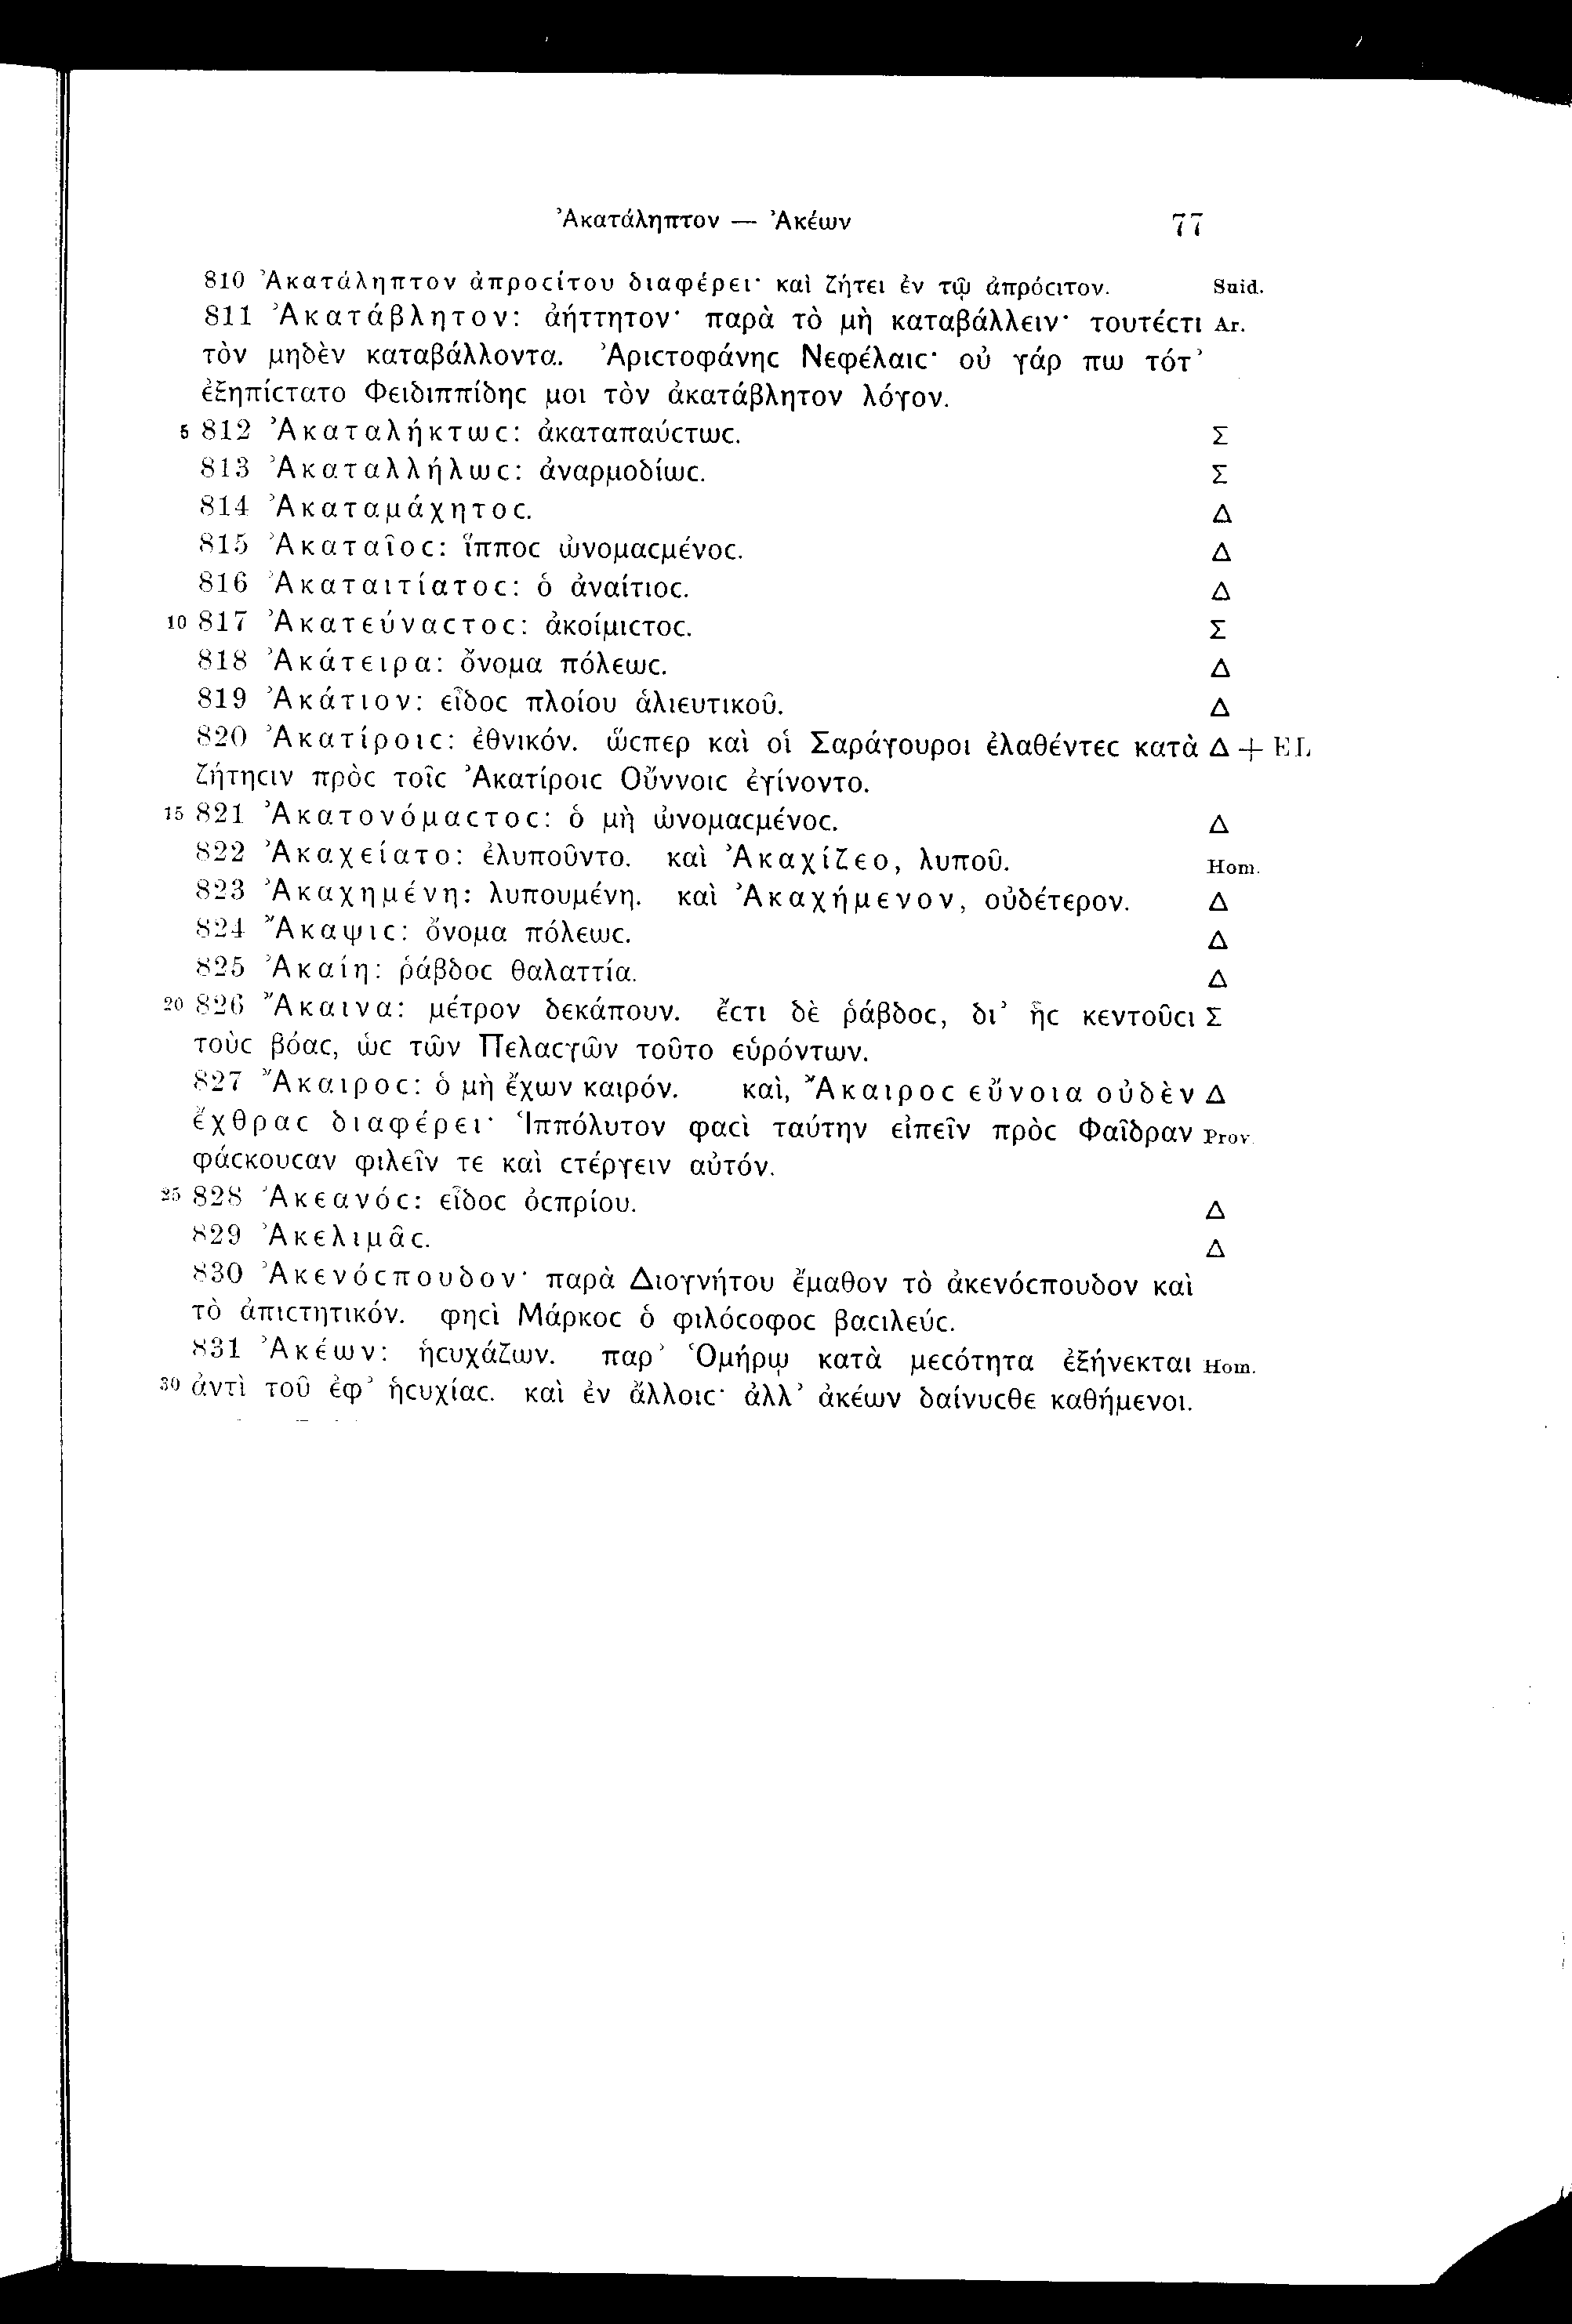 Ἀκατάληπτον — Ἀκέων 77
810 Ἀκατάληπτον ἀπροϲίτου διαφέρει· καὶ ζήτει ἐν τῷ ἀπρόϲιτον. Suid.
811 Ἀκατάβλητον: ἀήττητον· παρὰ τὸ μὴ καταβάλλειν· τουτέϲτι Ar.
τὸν μηδὲν καταβάλλοντα. Ἀριϲτοφάνηϲ Νεφέλαιϲ· οὐ γάρ πω τότ’
ἐξηπίϲτατο Φειδιππίδηϲ μοι τὸν ἀκατάβλητον λόγον.
5 812 Ἀκαταλήκτωϲ: ἀκαταπαύϲτωϲ. Σ
813 Ἀκαταλλήλωϲ: ἀναρμοδίωϲ. Σ
814 Ἀκαταμάχητοϲ. Δ
815 Ἀκαταῖοϲ: ἵπποϲ ὠνομαϲμένοϲ. Δ
816 Ἀκαταιτίατοϲ: ὁ ἀναίτιοϲ. Δ
10 817 Ἀκατεύναϲτοϲ: ἀκοίμιϲτοϲ. Σ
818 Ἀκάτειρα: ὄνομα πόλεωϲ. Δ
819 Ἀκάτιον: εἶδοϲ πλοίου ἁλιευτικοῦ. Δ
820 Ἀκατίροιϲ: ἐθνικόν. ὥϲπερ καὶ οἱ Σαράγουροι ἐλαθέντεϲ κατὰ Δ + EL
ζήτηϲιν πρὸϲ τοῖϲ Ἀκατίροιϲ Οὔννοιϲ ἐγίνοντο.
15 821 Ἀκατονόμαϲτοϲ: ὁ μὴ ὠνομαϲμένοϲ. Δ
822 Ἀκαχείατο: ἐλυποῦντο. καὶ Ἀκαχίζεο, λυποῦ. Hom.
823 Ἀκαχημένη: λυπουμένη. καὶ Ἀκαχήμενον, οὐδέτερον. Δ
824 Ἄκαψιϲ: ὄνομα πόλεωϲ. Δ
825 Ἀκαίη: ῥάβδοϲ θαλαττία. Δ
20 826 Ἄκαινα: μέτρον δεκάπουν. ἔϲτι δὲ ῥάβδοϲ, δι’ ἧϲ κεντοῦϲι Σ
τοὺϲ βόαϲ, ὡϲ τῶν Πελαϲγῶν τοῦτο εὑρόντων.
827 Ἄκαιροϲ: ὁ μὴ ἔχων καιρόν. καὶ, Ἄκαιροϲ εὔνοια οὐδὲν Δ
ἔχθραϲ διαφέρει· Ἱππόλυτον φαϲὶ ταύτην εἰπεῖν πρὸϲ Φαῖδραν Prov.
φάϲκουϲαν φιλεῖν τε καὶ ϲτέργειν αὐτόν.
25 828 Ἀκεανόϲ: εἶδοϲ ὀϲπρίου. Δ
829 Ἀκελιμᾶϲ. Δ
830 Ἀκενόϲπουδον· παρὰ Διογνήτου ἔμαθον τὸ ἀκενόϲπουδον καὶ
τὸ ἀπιϲτητικόν. φηϲὶ Μάρκοϲ ὁ φιλόϲοφοϲ βαϲιλεύϲ.
831 Ἀκέων: ἡϲυχάζων. παρ’ Ὁμήρῳ κατὰ μεϲότητα ἐξήνεκται Hom.
30 ἀντὶ τοῦ ἐφ’ ἡϲυχίαϲ. καὶ ἐν ἄλλοιϲ· ἀλλ’ ἀκέων δαίνυϲθε καθήμενοι.